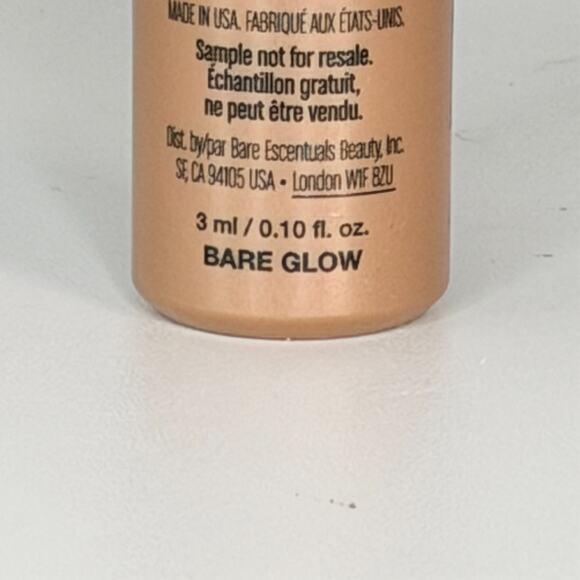 MADE IN USA. FABRIQUÉ AUX ÉTATS-UNIS.
Sample not for resale.
Échantillon gratuit,
ne peut être vendu.
Dist. by/par Bare Escentuals Beauty, Inc.
SF, CA 94105 USA • London W1F 8ZU
3 ml / 0.10 fl. oz.
BARE GLOW